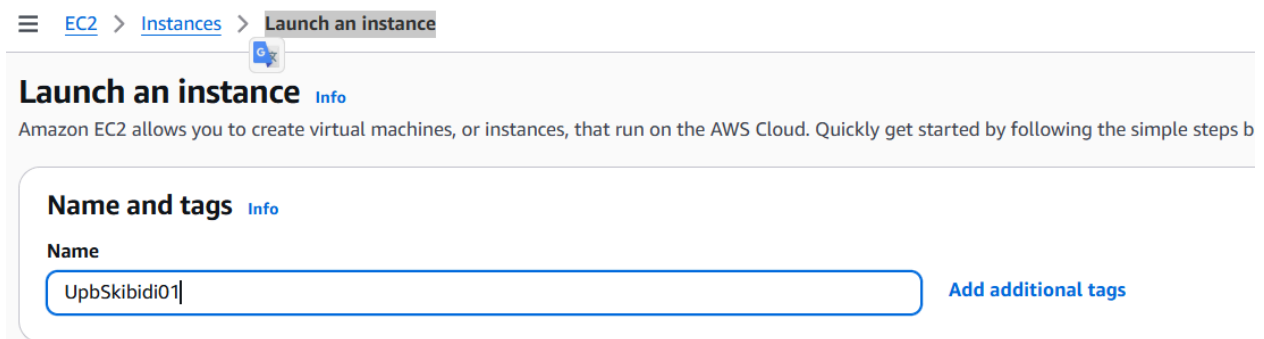 EC2 > Instances > Launch an instance
Launch an instance Info
Amazon EC2 allows you to create virtual machines, or instances, that run on the AWS Cloud. Quickly get started by following the simple steps b
Name and tags Info
Name
UpbSkibidi01
Add additional tags